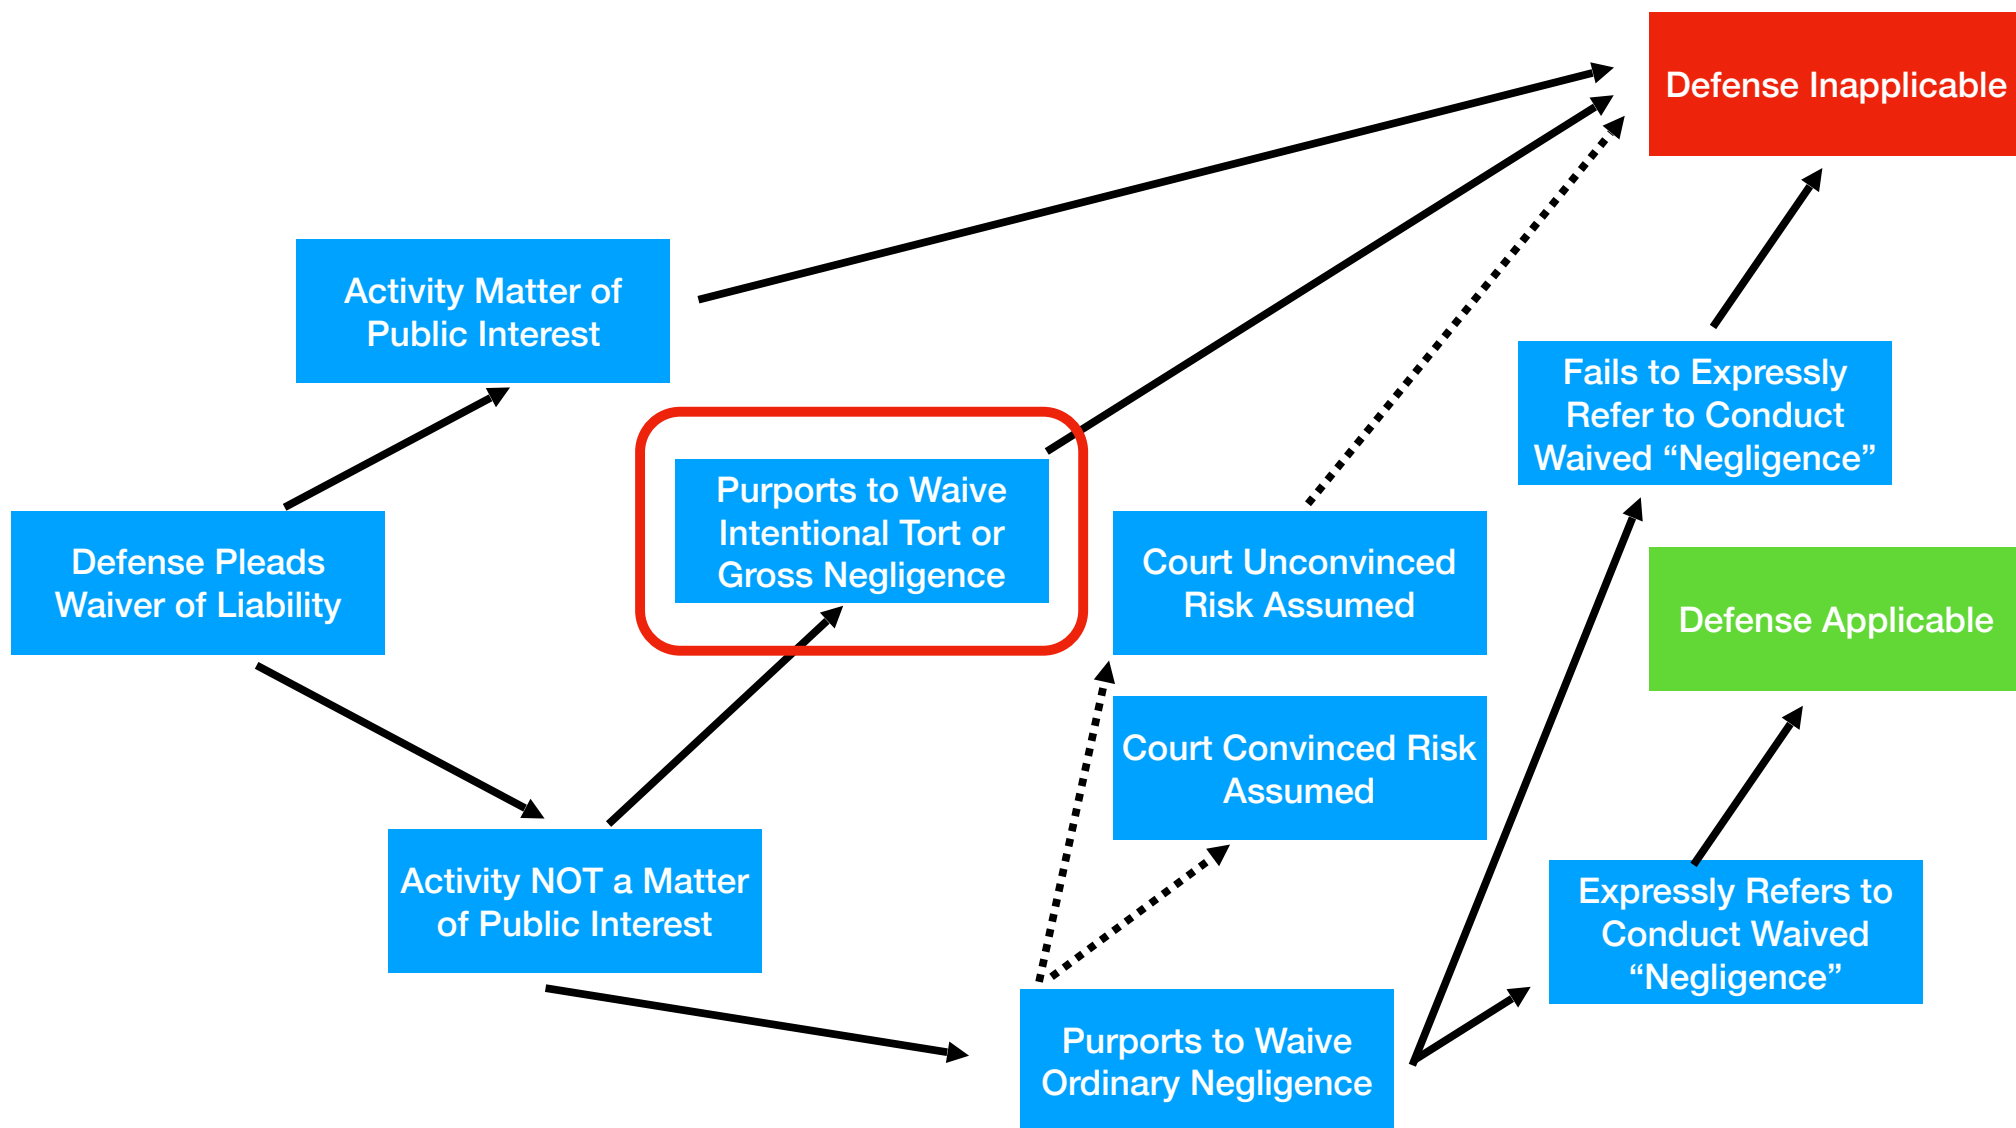 Defense Inapplicable
Activity Matter of
Public Interest
Fails to Expressly
Refer to Conduct
Waived “Negligence”
Purports to Waive
Intentional Tort or
Gross Negligence
Defense Pleads
Waiver of Liability
Court Unconvinced
Risk Assumed
Defense Applicable
Court Convinced Risk
Assumed
Activity NOT a Matter
of Public Interest
Expressly Refers to
Conduct Waived
“Negligence”
Purports to Waive
Ordinary Negligence